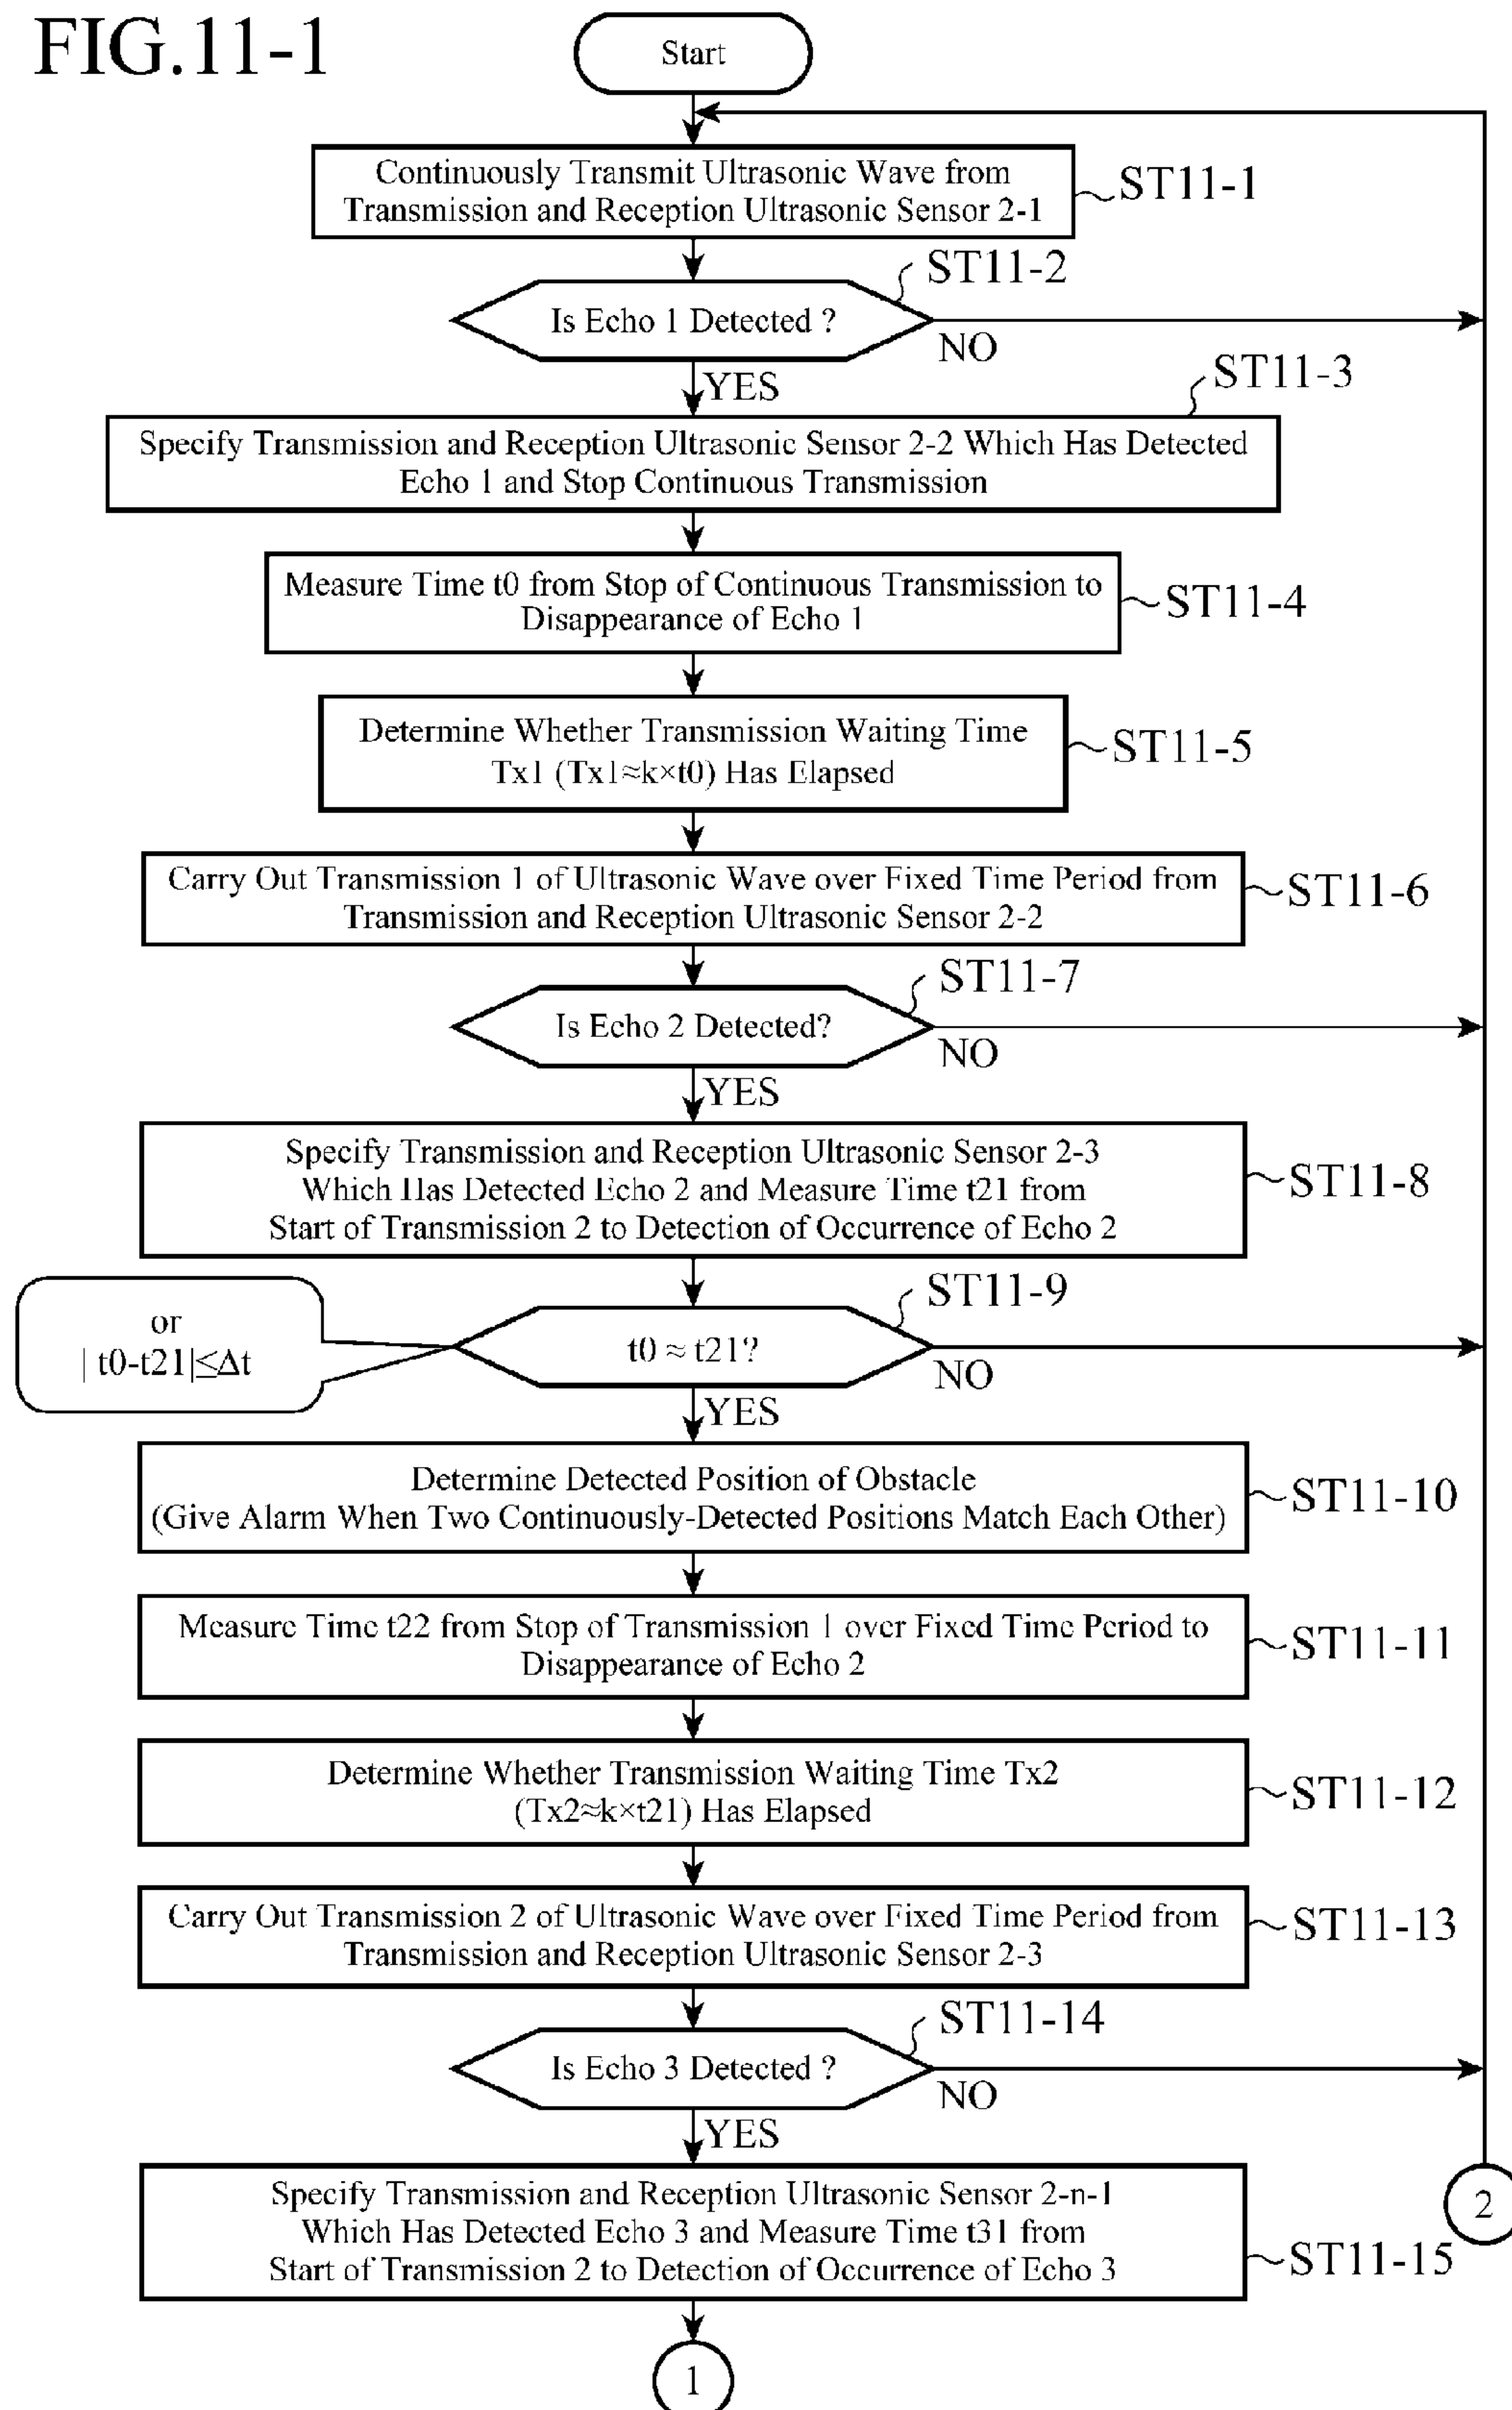 FIG.11-1
Start
Continuously Transmit Ultrasonic Wave from
Transmission and Reception Ultrasonic Sensor 2-1
ST11-1
ST11-2
Is Echo 1 Detected ?
NO
YES
ST11-3
Specify Transmission and Reception Ultrasonic Sensor 2-2 Which Has Detected
Echo 1 and Stop Continuous Transmission
Measure Time t0 from Stop of Continuous Transmission to
Disappearance of Echo 1
ST11-4
Determine Whether Transmission Waiting Time
Tx1 (Tx1≈k×t0) Has Elapsed
ST11-5
Carry Out Transmission 1 of Ultrasonic Wave over Fixed Time Period from
Transmission and Reception Ultrasonic Sensor 2-2
ST11-6
ST11-7
Is Echo 2 Detected?
NO
YES
Specify Transmission and Reception Ultrasonic Sensor 2-3
Which Has Detected Echo 2 and Measure Time t21 from
Start of Transmission 2 to Detection of Occurrence of Echo 2
ST11-8
ST11-9
or
| t0-t21|≤Δt
t0 ≈ t21?
NO
YES
Determine Detected Position of Obstacle
(Give Alarm When Two Continuously-Detected Positions Match Each Other)
ST11-10
Measure Time t22 from Stop of Transmission 1 over Fixed Time Period to
Disappearance of Echo 2
ST11-11
Determine Whether Transmission Waiting Time Tx2
(Tx2≈k×t21) Has Elapsed
ST11-12
Carry Out Transmission 2 of Ultrasonic Wave over Fixed Time Period from
Transmission and Reception Ultrasonic Sensor 2-3
ST11-13
ST11-14
Is Echo 3 Detected ?
NO
YES
Specify Transmission and Reception Ultrasonic Sensor 2-n-1
Which Has Detected Echo 3 and Measure Time t31 from
Start of Transmission 2 to Detection of Occurrence of Echo 3
ST11-15
2
1